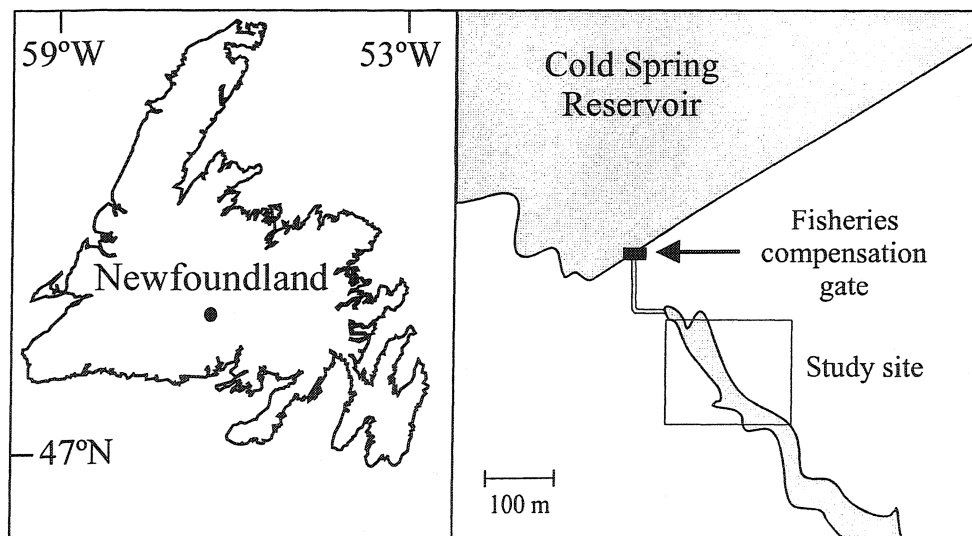 59ºW
53ºW
Newfoundland
47ºN
Cold Spring
Reservoir
Fisheries
compensation
gate
Study site
100 m